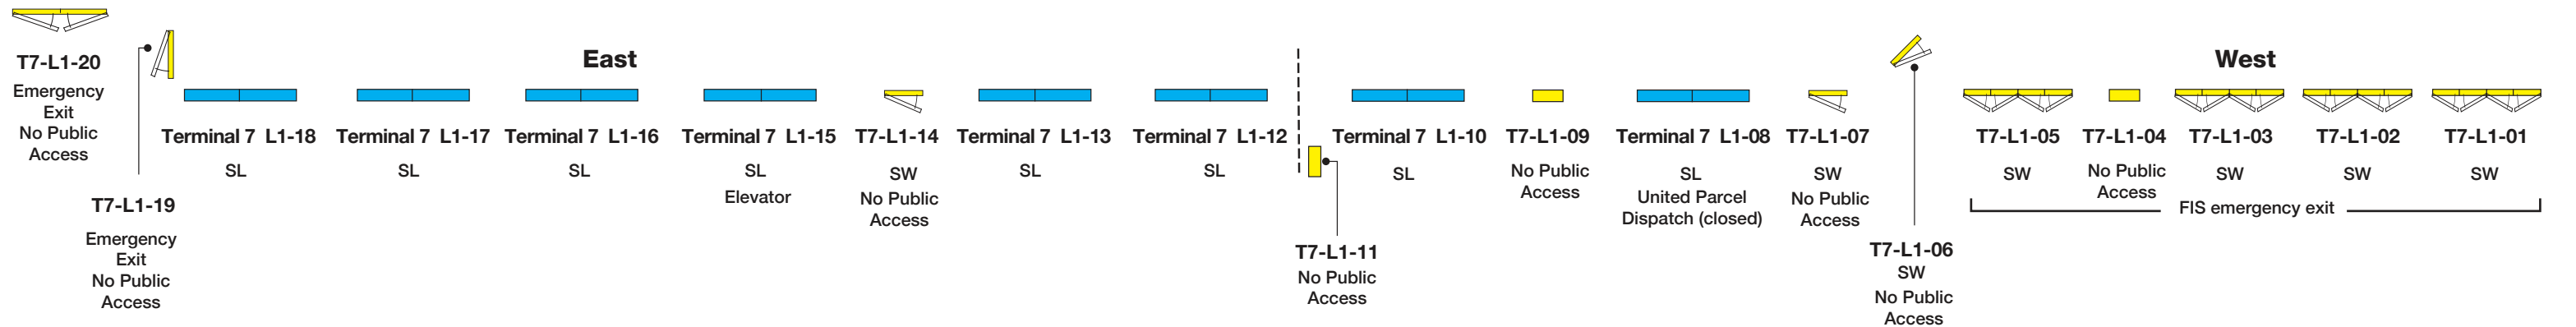 East
West
T7-L1-20
Emergency
Exit
No Public
Access
T7-L1-19
Emergency
Exit
No Public
Access
Terminal 7 L1-18
SL
Terminal 7 L1-17
SL
Terminal 7 L1-16
SL
Terminal 7 L1-15
SL
Elevator
T7-L1-14
SW
No Public
Access
Terminal 7 L1-13
SL
Terminal 7 L1-12
SL
T7-L1-11
No Public
Access
Terminal 7 L1-10
SL
T7-L1-09
No Public
Access
Terminal 7 L1-08
SL
United Parcel
Dispatch (closed)
T7-L1-07
SW
No Public
Access
T7-L1-06
SW
No Public
Access
T7-L1-05
SW
T7-L1-04
No Public
Access
T7-L1-03
SW
T7-L1-02
SW
T7-L1-01
SW
FIS emergency exit